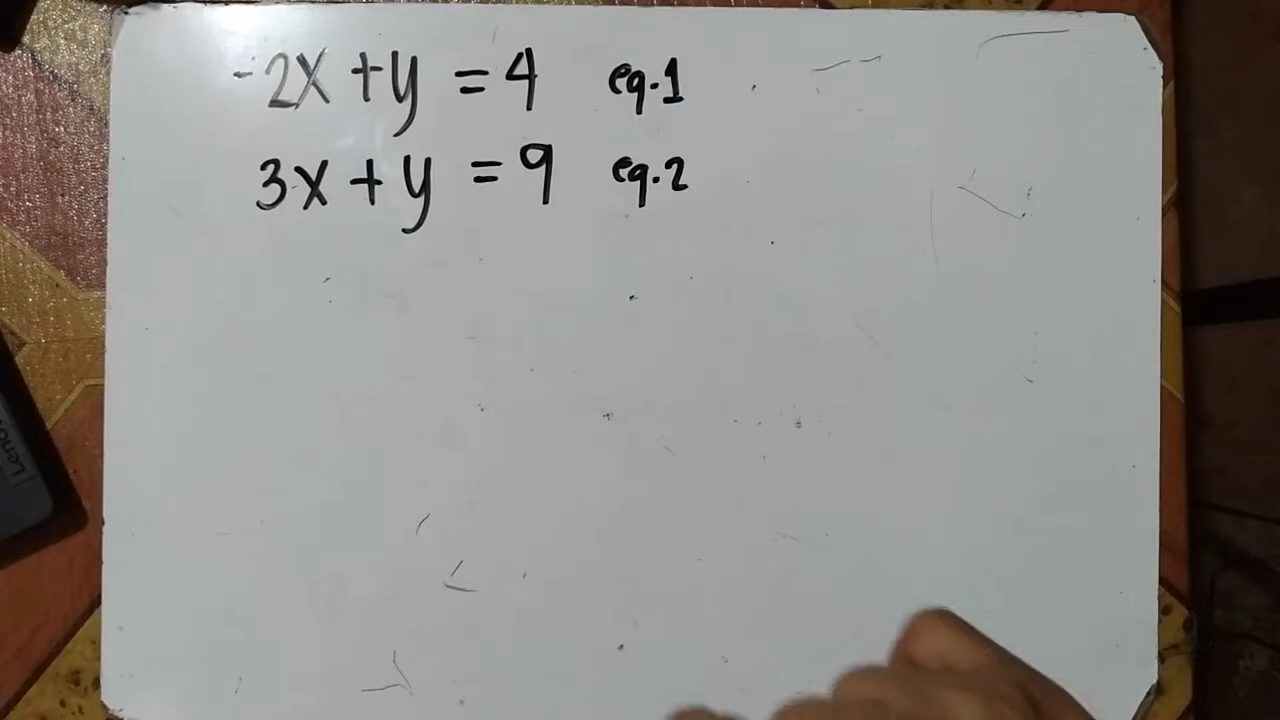 -2x + y = 4 eq.1
3x + y = 9 eq.2